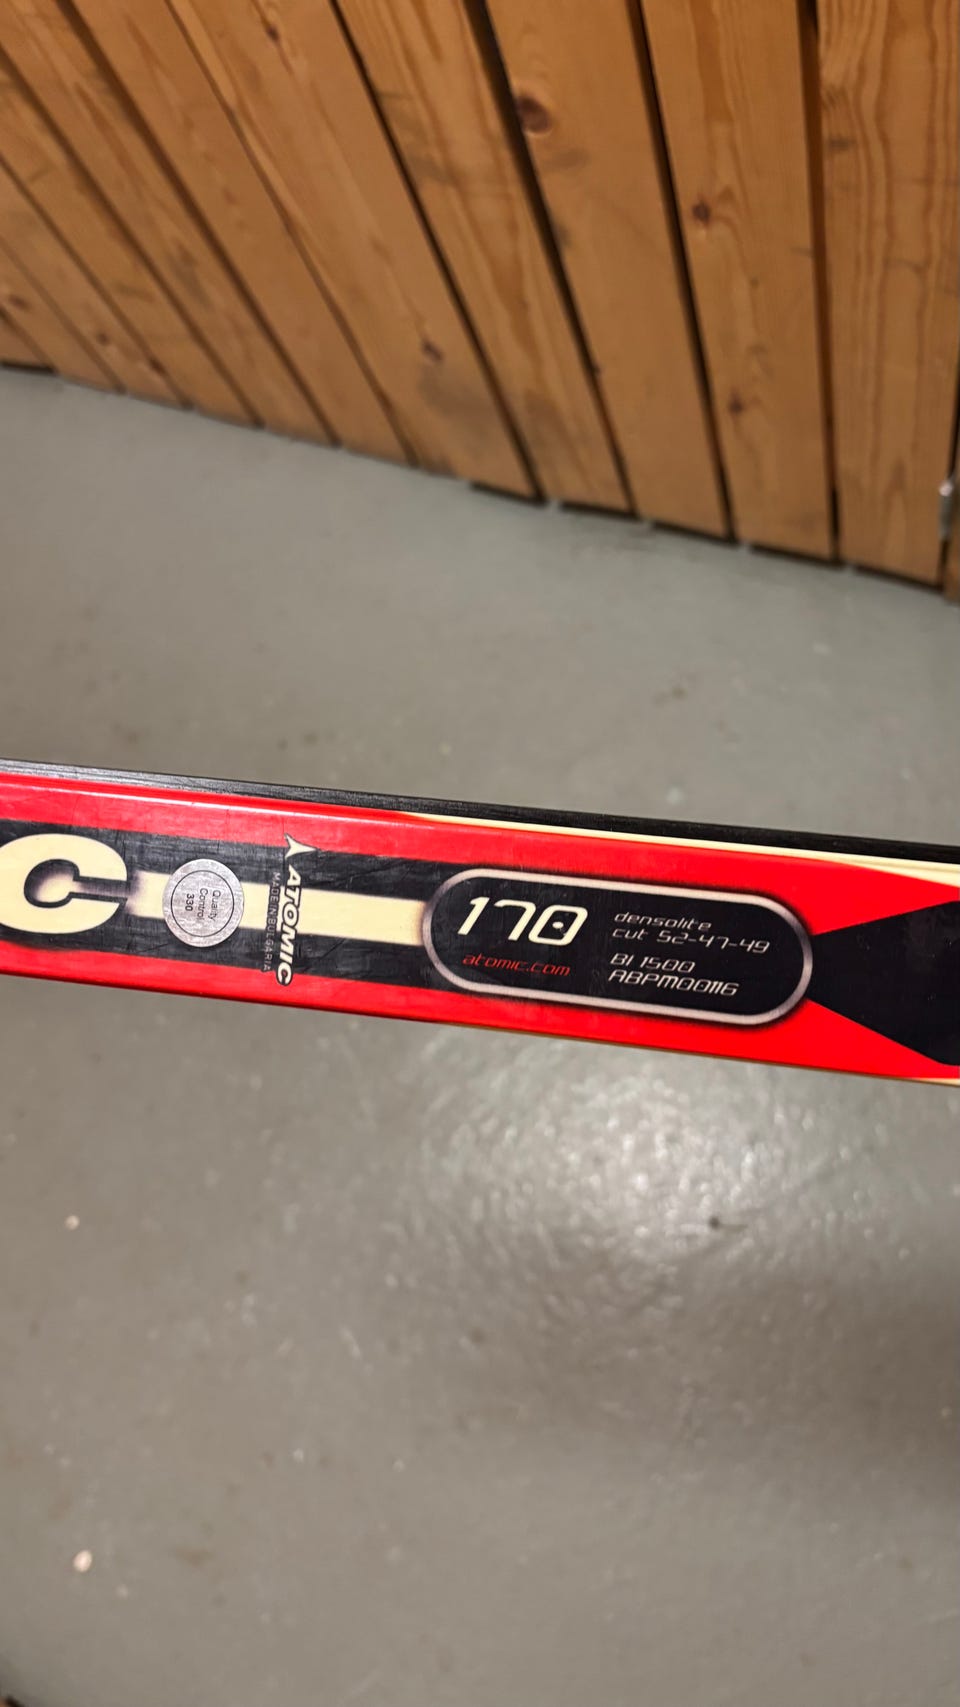 C
Quality
Control
330
ATOMIC
MADE IN BULGARIA
170
atomic.com
densolite
cut 52-47-49
BI 1500
ABPM00116